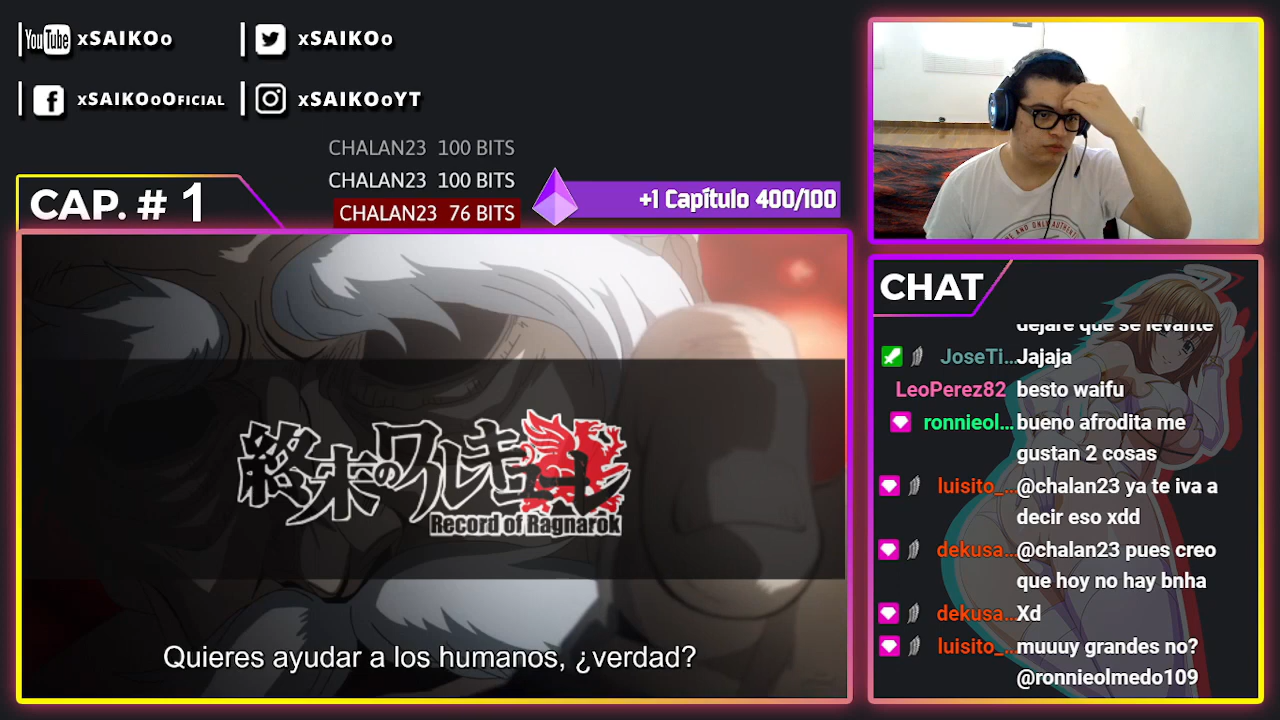 YouTube xSAIKOo
xSAIKOo
xSAIKOoOficial
xSAIKOoYT
CHALAN23 100 BITS
CHALAN23 100 BITS
CHALAN23 76 BITS
+1 Capítulo 400/100
CAP. # 1
終末のワルキューレ
Record of Ragnarok
Quieres ayudar a los humanos, ¿verdad?
CHAT
dejare que se levante
JoseTi... Jajaja
LeoPerez82 besto waifu
ronnieol... bueno afrodita me
gustan 2 cosas
luisito_... @chalan23 ya te iva a
decir eso xdd
dekusa... @chalan23 pues creo
que hoy no hay bnha
dekusa... Xd
luisito_... muuuy grandes no?
@ronnieolmedo109